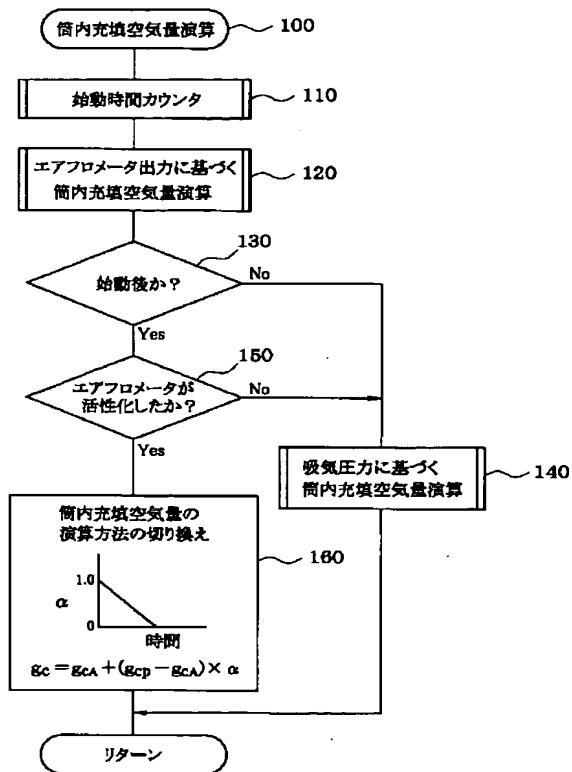 筒内充填空気量演算
100
始動時間カウンタ
110
エアフロメータ出力に基づく
筒内充填空気量演算
120
130
始動後か？
No
Yes
150
エアフロメータが
活性化したか？
No
Yes
吸気圧力に基づく
筒内充填空気量演算
140
筒内充填空気量の
演算方法の切り換え
160
1.0
α
0
時間
gc＝gcA＋(gcp－gcA)× α
リターン